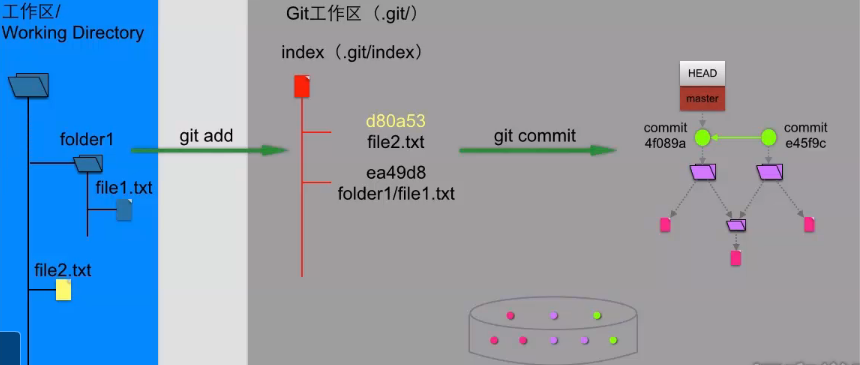 工作区/
Working Directory
folder1
file1.txt
file2.txt
git add
Git工作区（.git/）
index（.git/index）
d80a53
file2.txt
ea49d8
folder1/file1.txt
git commit
HEAD
master
commit
4f089a
commit
e45f9c